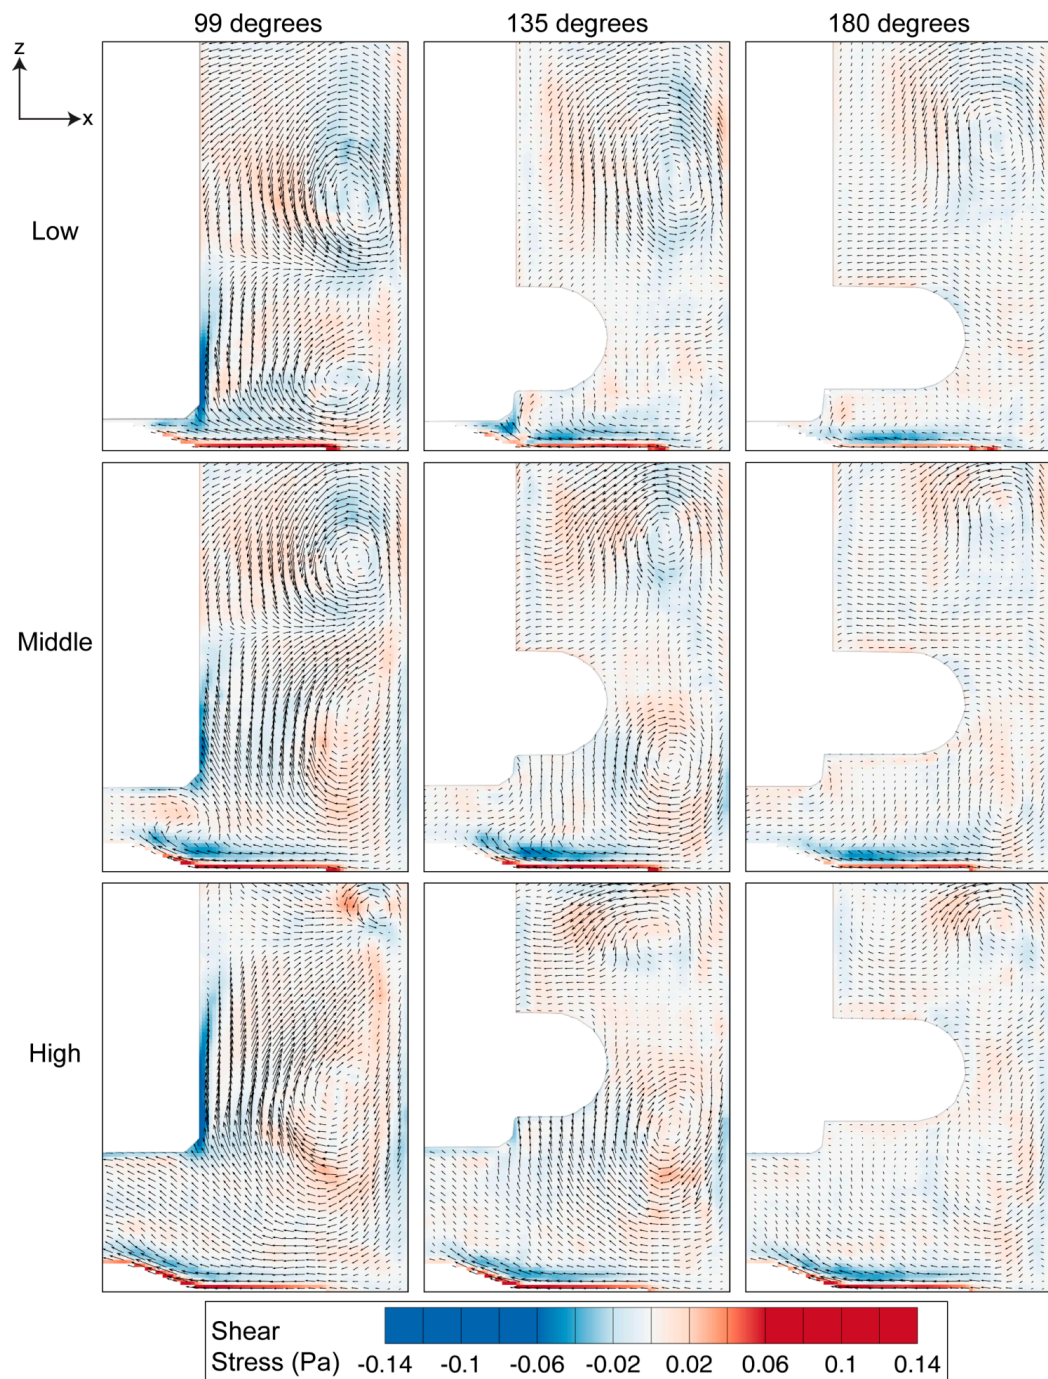 99 degrees
135 degrees
180 degrees
z
x
Low
Middle
High
Shear
Stress (Pa)
-0.14 -0.1 -0.06 -0.02 0.02 0.06 0.1 0.14